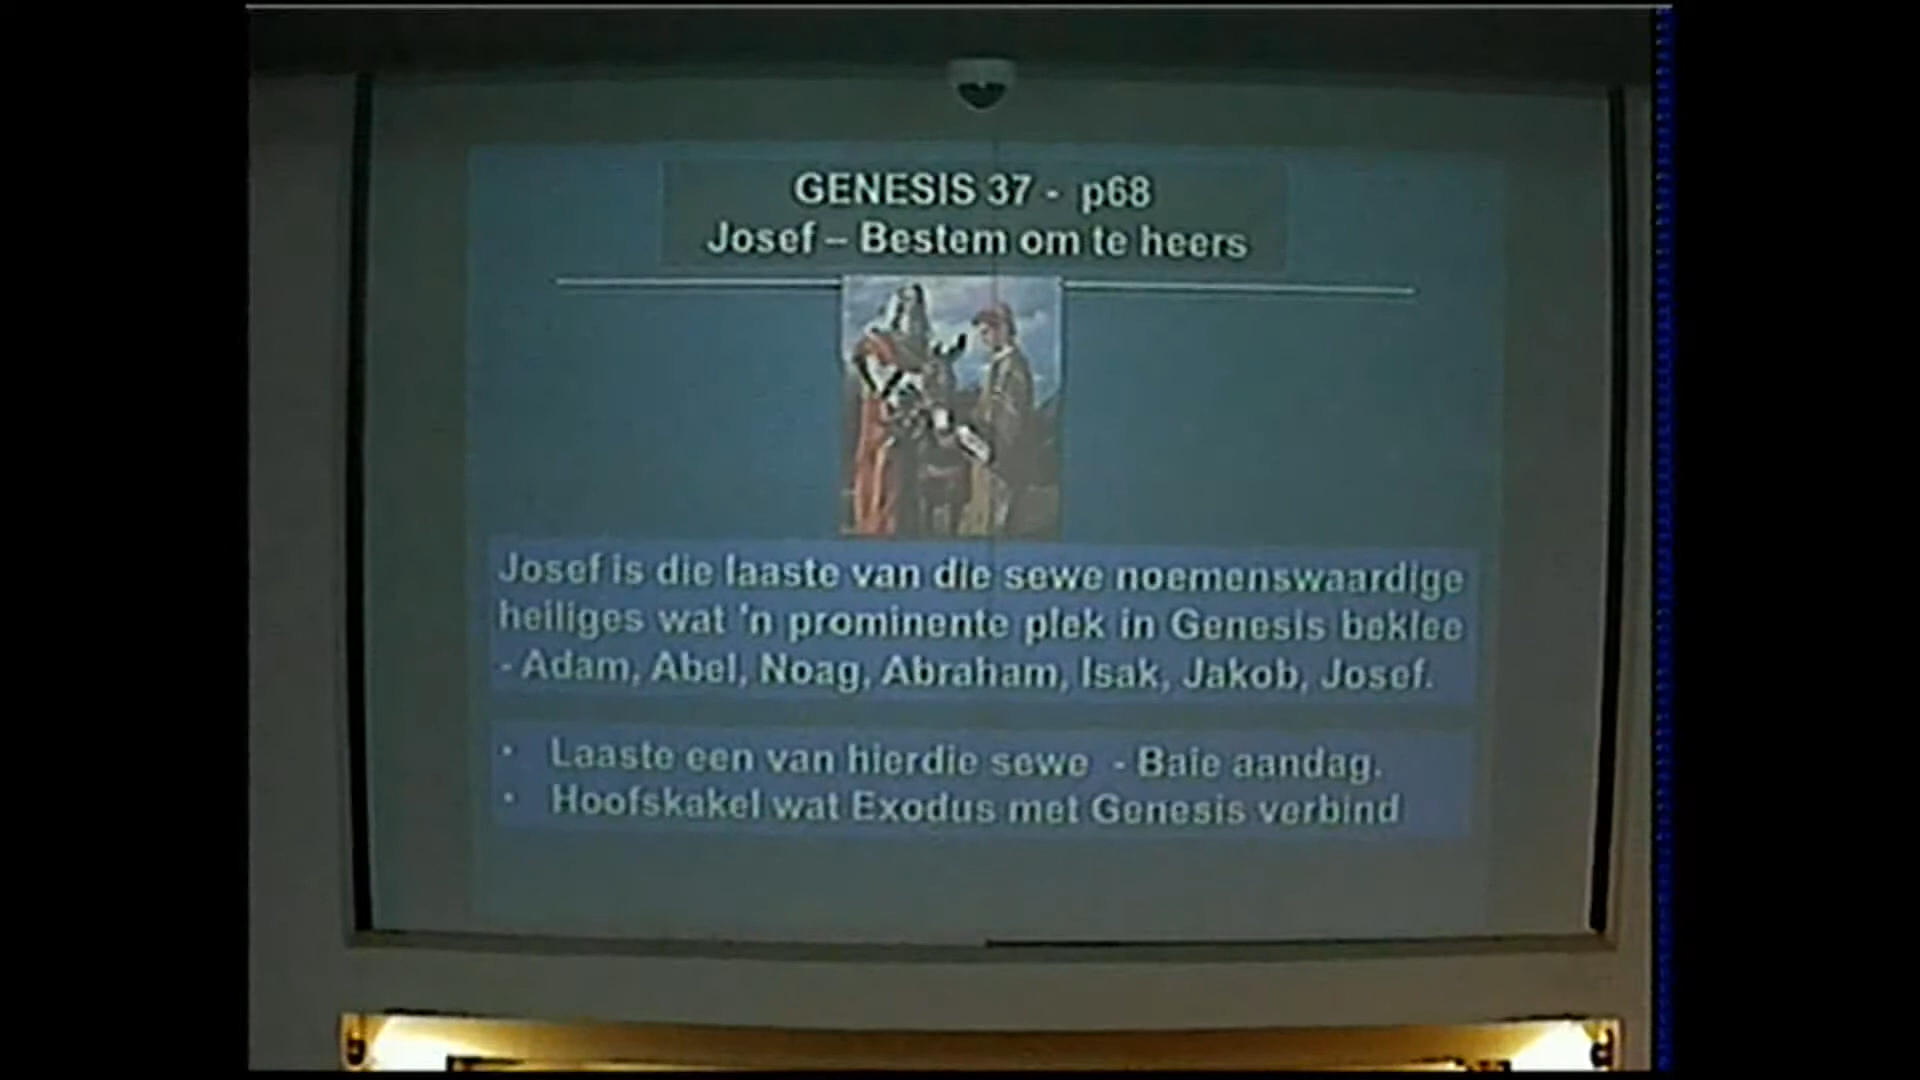 GENESIS 37 - p68
Josef – Bestem om te heers
Josef is die laaste van die sewe noemenswaardige
heiliges wat 'n prominente plek in Genesis beklee
- Adam, Abel, Noag, Abraham, Isak, Jakob, Josef.
• Laaste een van hierdie sewe - Baie aandag.
• Hoofskakel wat Exodus met Genesis verbind